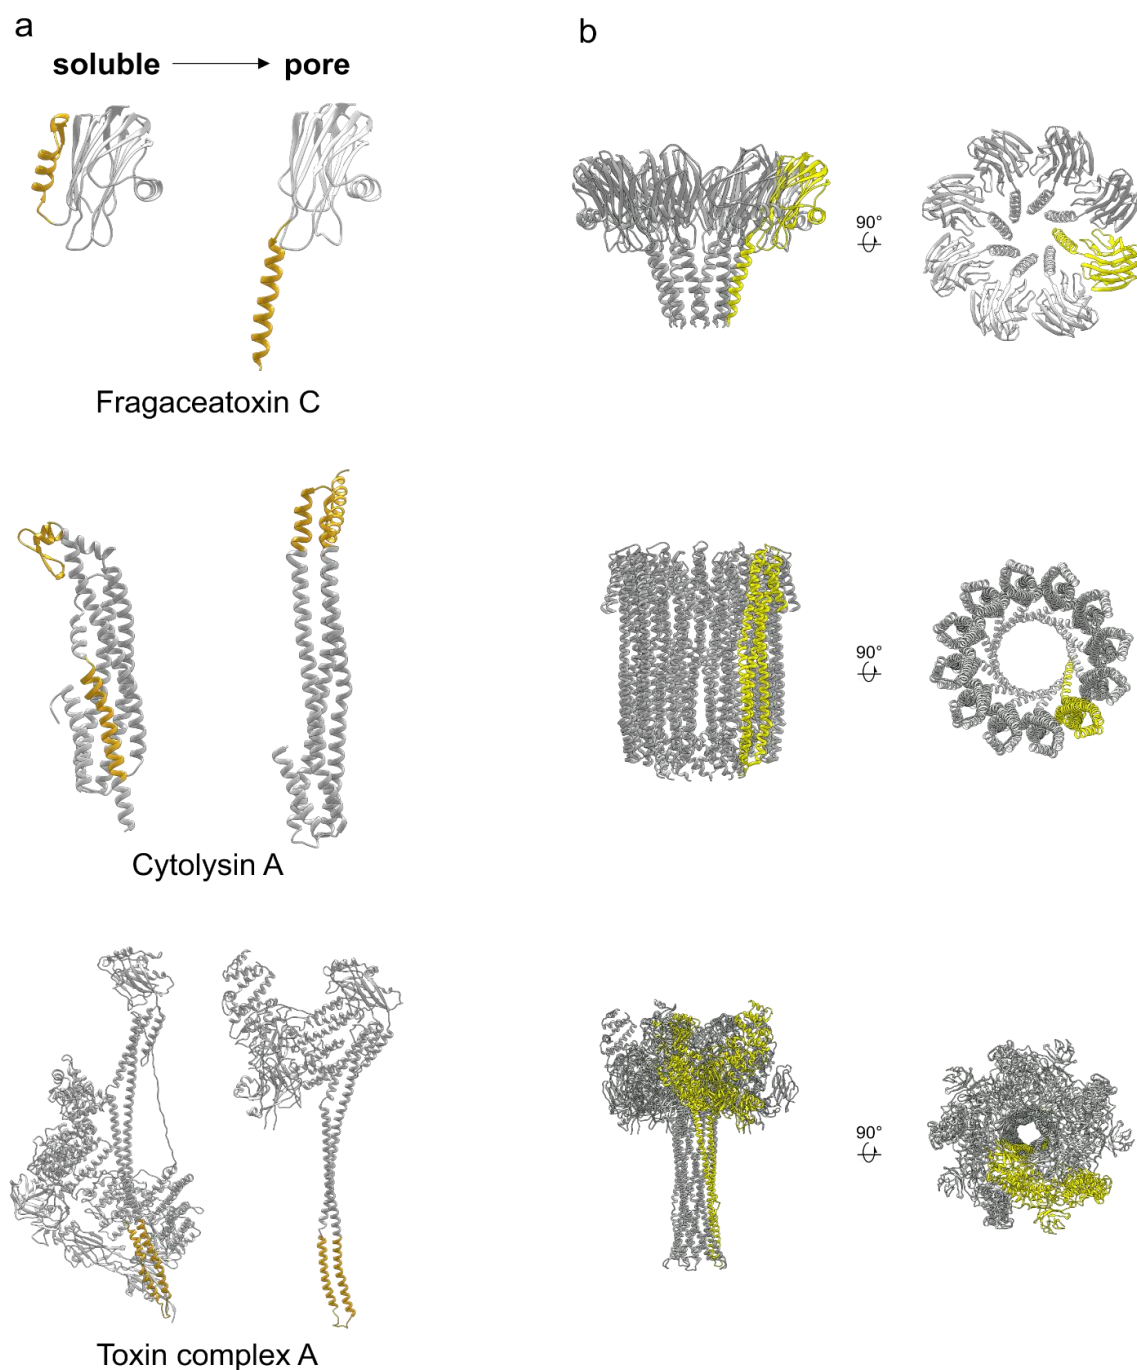 a
b
soluble → pore
90°
Fragaceatoxin C
90°
Cytolysin A
90°
Toxin complex A